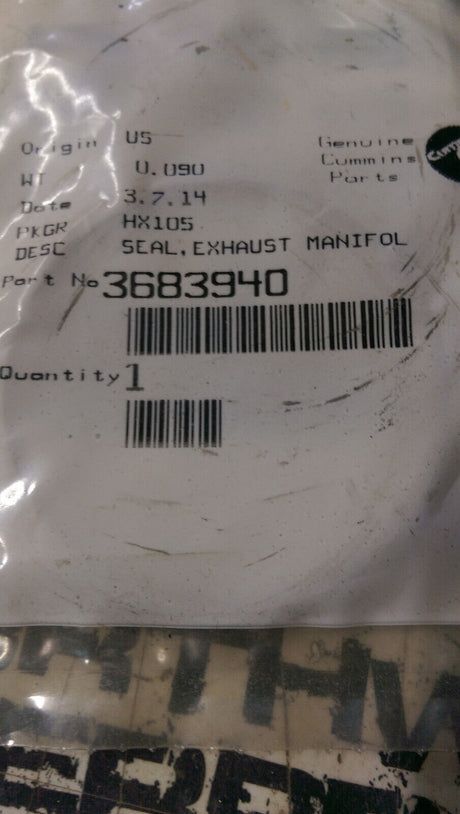 Origin US
WT 0.090
Date 3.7.14
PKGR HX105
DESC SEAL,EXHAUST MANIFOL
Genuine
Cummins
Parts
Part No 3683940
Quantity 1